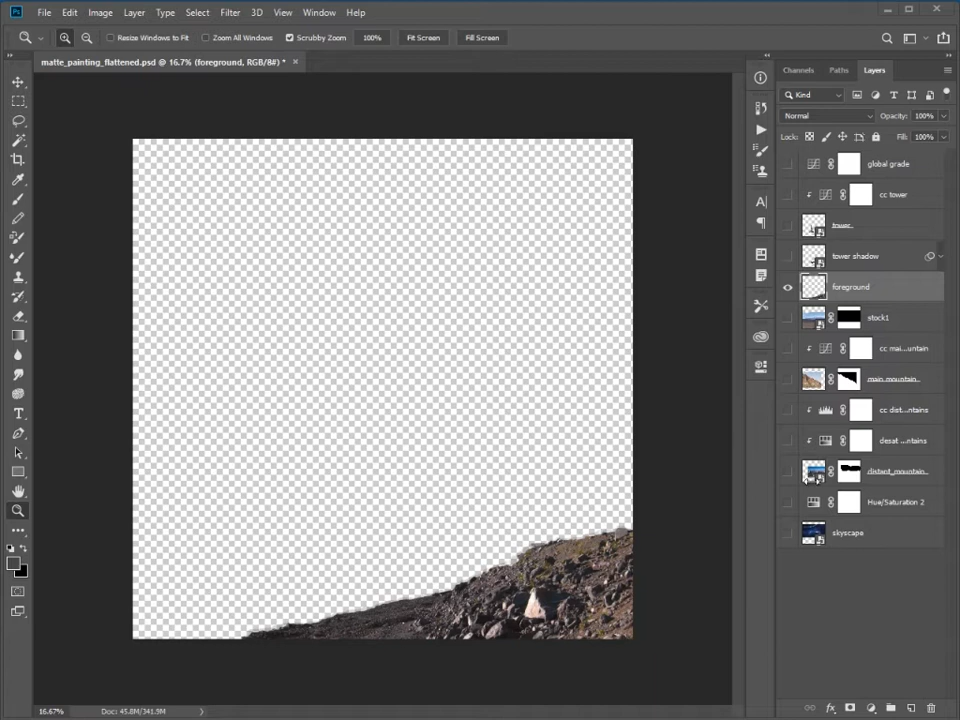 Ps File Edit Image Layer Type Select Filter 3D View Window Help
Resize Windows to Fit Zoom All Windows Scrubby Zoom 100% Fit Screen Fill Screen
matte_painting_flattened.psd @ 16.7% (foreground, RGB/8#) * ×
Channels Paths Layers
Kind
Normal Opacity: 100%
Lock: Fill: 100%
global grade
cc tower
tower
tower shadow
foreground
stock1
cc mai...untain
main_mountain
cc dist...ntains
desat ...ntains
distant_mountain..
Hue/Saturation 2
skyscape
16.67% Doc: 45.8M/341.9M